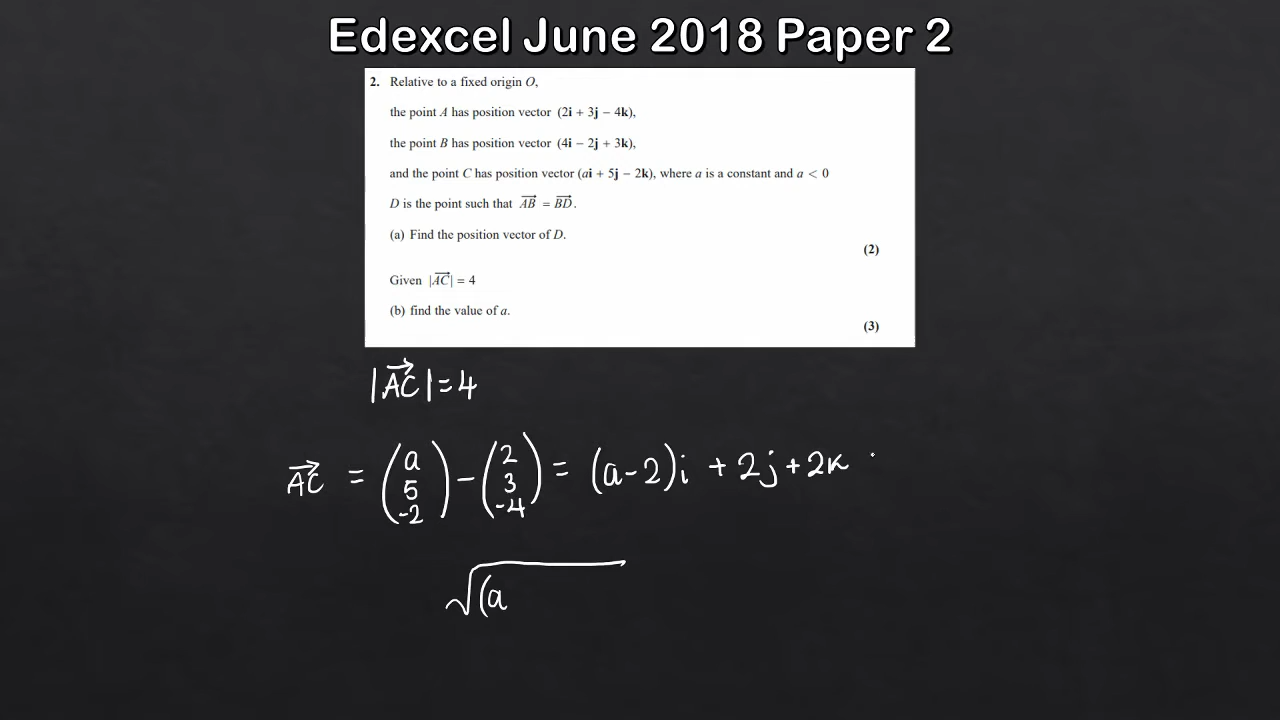 Edexcel June 2018 Paper 2
2. Relative to a fixed origin O,
the point A has position vector (2i + 3j − 4k),
the point B has position vector (4i − 2j + 3k),
and the point C has position vector (ai + 5j − 2k), where a is a constant and a < 0
D is the point such that →AB = →BD.
(a) Find the position vector of D.
(2)
Given |→AC| = 4
(b) find the value of a.
(3)
|→AC| = 4
→AC = (a 5 -2) − (2 3 -4) = (a-2)i + 2j + 2k
√(a